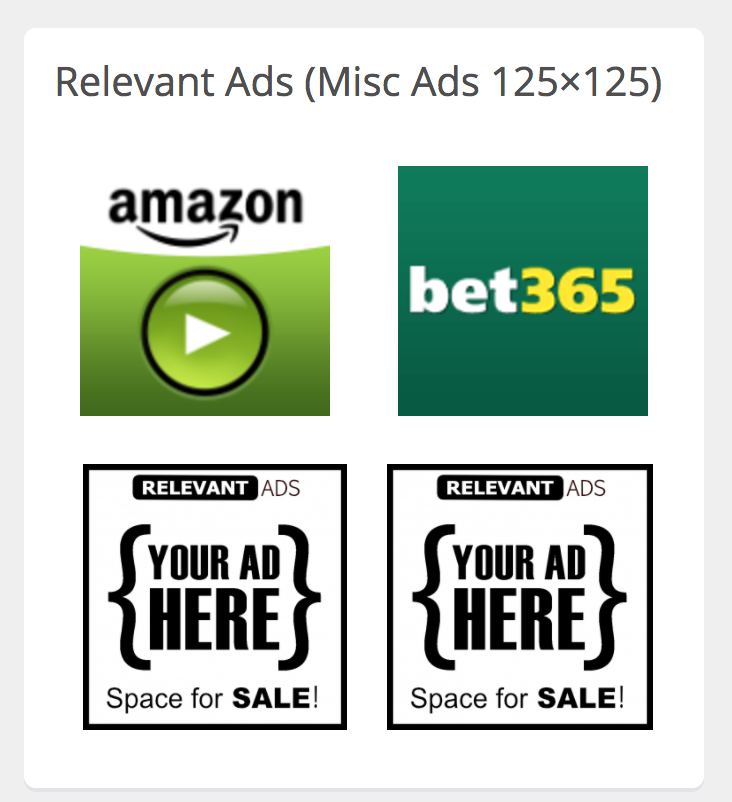 Relevant Ads (Misc Ads 125×125)
amazon
bet365
RELEVANT ADS
YOUR AD
HERE
Space for SALE!
RELEVANT ADS
YOUR AD
HERE
Space for SALE!